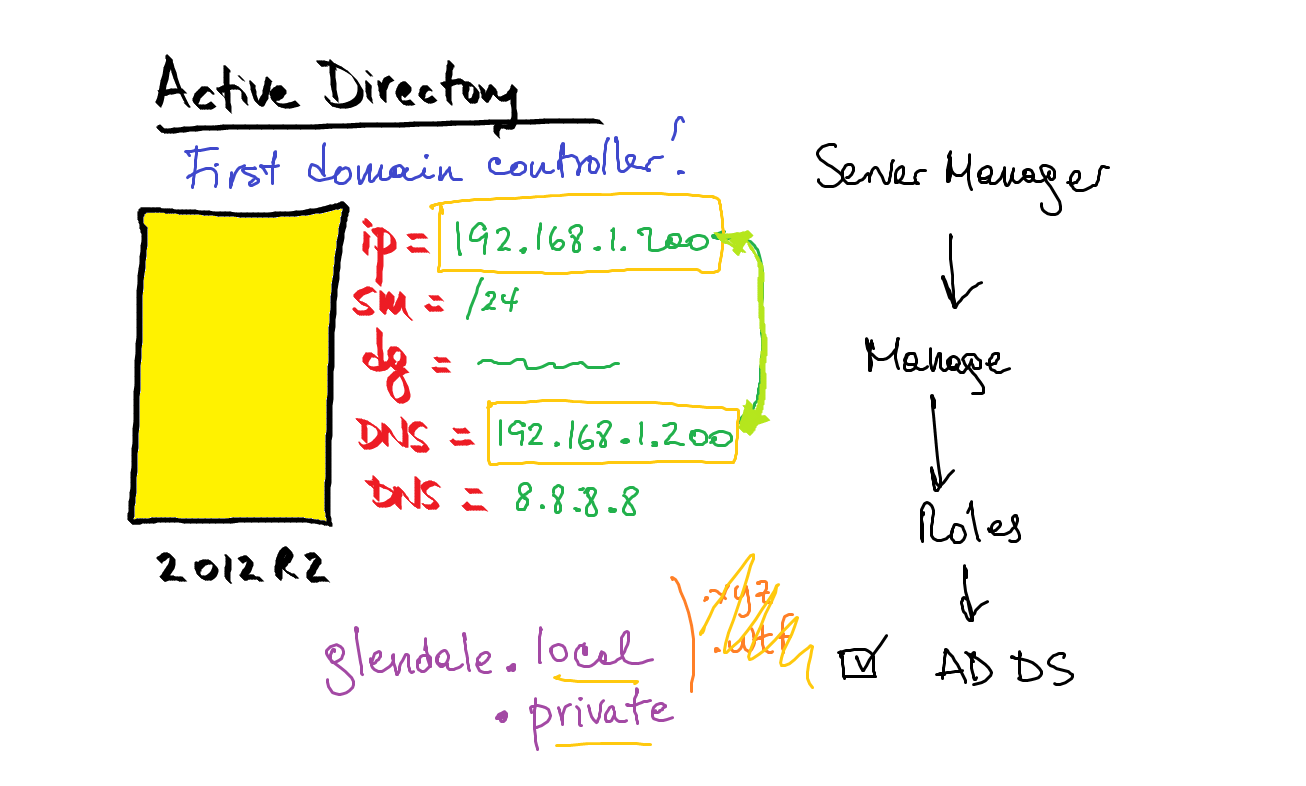 Active Directory
First domain controller!
ip = 192.168.1.200
sm = /24
dg =
DNS = 192.168.1.200
DNS = 8.8.8.8
2012 R2
glendale.local
.private
.xyz
.wtf
Server Manager
Manage
Roles
AD DS